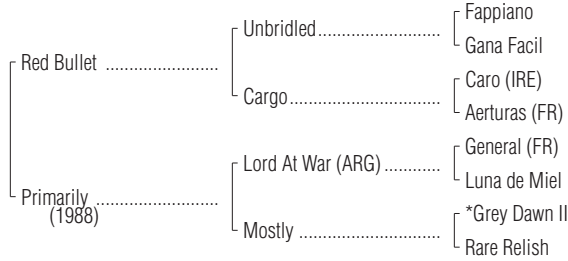 Fappiano
Unbridled
Gana Facil
Red Bullet
Caro (IRE)
Cargo
Aerturas (FR)
General (FR)
Lord At War (ARG)
Luna de Miel
Primarily
(1988)
*Grey Dawn II
Mostly
Rare Relish